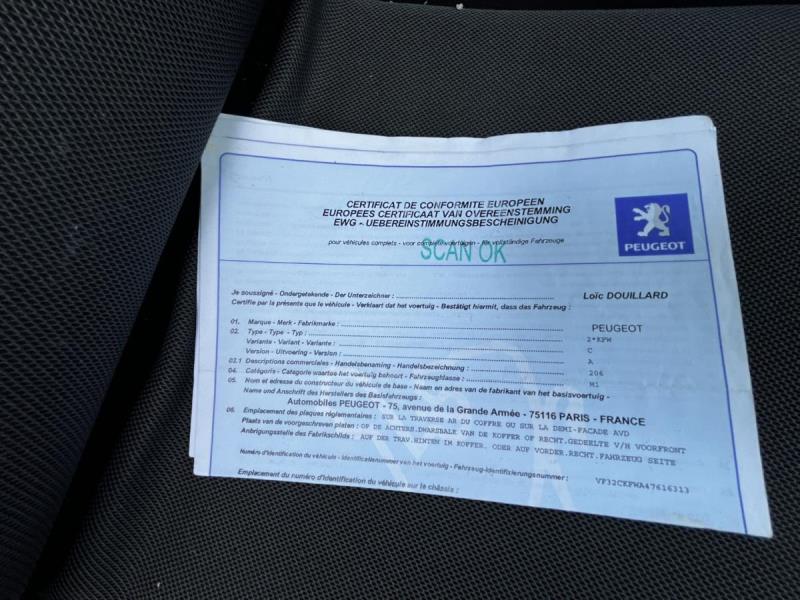 CERTIFICAT DE CONFORMITE EUROPEEN
EUROPEES CERTIFICAAT VAN OVEREENSTEMMING
EWG - UEBEREINSTIMMUNGSBESCHEINIGUNG
PEUGEOT
pour véhicules complets - voor complete voertuigen - für vollständige Fahrzeuge
SCAN OK
Je soussigné - Ondergetekende - Der Unterzeichner : Loïc DOUILLARD
Certifie par la présente que le véhicule - Verklaart dat het voertuig - Bestätigt hiermit, dass das Fahrzeug :
01. Marque - Merk - Fabrikmarke : PEUGEOT
02. Type - Type - Typ : 2*KFW
Variante - Variant - Variante : C
Version - Uitvoering - Version : A
02.1 Descriptions commerciales - Handelsbenaming - Handelsbezeichnung : 206
04. Catégorie - Categorie waartoe het voertuig behoort - Fahrzeugklasse : M1
05. Nom et adresse du constructeur du véhicule de base - Naam en adres van de fabrikant van het basisvoertuig -
Name und Anschrift des Herstellers des Basisfahrzeugs :
Automobiles PEUGEOT - 75, avenue de la Grande Armée - 75116 PARIS - FRANCE
06. Emplacement des plaques réglementaires : SUR LA TRAVERSE AR DU COFFRE OU SUR LA DEMI-FACADE AVD
Plaats van de voorgeschreven platen : OP DE ACHTERS.DWARSBALK VAN DE KOFFER OF RECHT.GEDEELTE V/H VOORFRONT
Anbringungsstelle des Fabrikschilds : AUF DER TRAV.HINTEN IM KOFFER. ODER AUF VORDER.RECHT.FAHRZEUG SEITE
Numéro d'identification du véhicule - Identificatienummer van het voertuig - Fahrzeug-Identifizierungsnummer : VF32CKFWA47616313
Emplacement du numéro d'identification du véhicule sur le châssis :